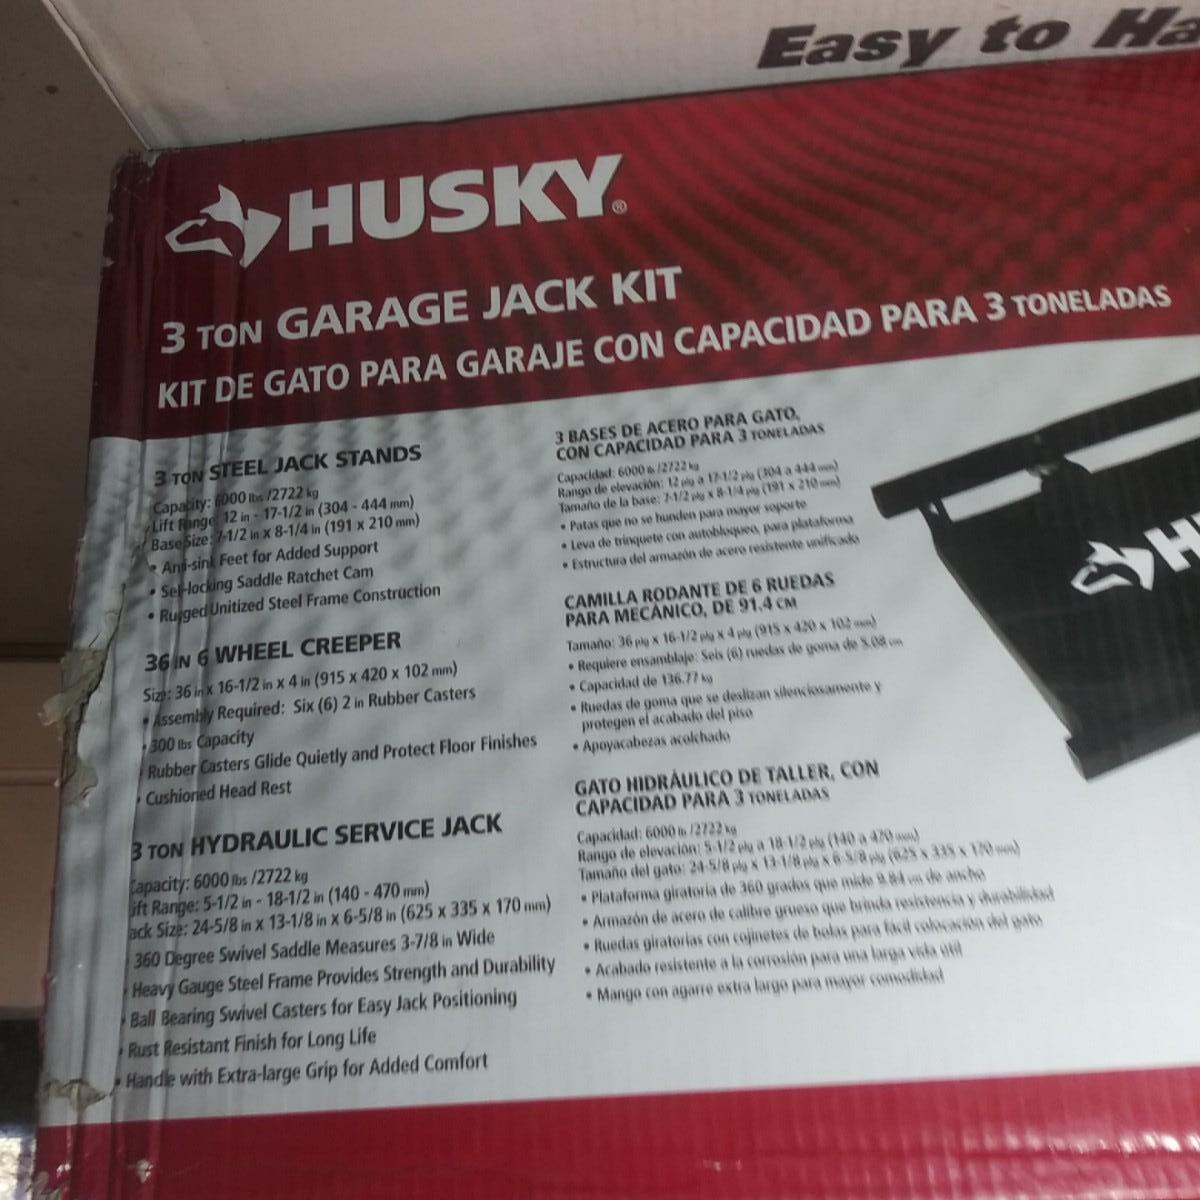 Easy to Ha
HUSKY®
3 TON GARAGE JACK KIT
KIT DE GATO PARA GARAJE CON CAPACIDAD PARA 3 TONELADAS
3 TON STEEL JACK STANDS
Capacity: 6000 lbs /2722 kg
Lift Range: 12 in - 17-1/2 in (304 - 444 mm)
Base Size: 7-1/2 in x 8-1/4 in (191 x 210 mm)
• Anti-sink Feet for Added Support
• Self-locking Saddle Ratchet Cam
• Rugged Unitized Steel Frame Construction
36 IN 6 WHEEL CREEPER
Size: 36 in x 16-1/2 in x 4 in (915 x 420 x 102 mm)
• Assembly Required: Six (6) 2 in Rubber Casters
• 300 lbs Capacity
Rubber Casters Glide Quietly and Protect Floor Finishes
• Cushioned Head Rest
3 TON HYDRAULIC SERVICE JACK
Capacity: 6000 lbs /2722 kg
ift Range: 5-1/2 in - 18-1/2 in (140 - 470 mm)
ack Size: 24-5/8 in x 13-1/8 in x 6-5/8 in (625 x 335 x 170 mm)
360 Degree Swivel Saddle Measures 3-7/8 in Wide
• Heavy Gauge Steel Frame Provides Strength and Durability
• Ball Bearing Swivel Casters for Easy Jack Positioning
• Rust Resistant Finish for Long Life
• Handle with Extra-large Grip for Added Comfort
3 BASES DE ACERO PARA GATO,
CON CAPACIDAD PARA 3 TONELADAS
Capacidad: 6000 lb /2722 kg
Rango de elevación: 12 plg a 17-1/2 plg (304 a 444 mm)
Tamaño de la base: 7-1/2 plg x 8-1/4 plg (191 x 210 mm)
• Patas que no se hunden para mayor soporte
• Leva de trinquete con autobloqueo, para plataforma
• Estructura del armazón de acero resistente unificado
CAMILLA RODANTE DE 6 RUEDAS
PARA MECÁNICO, DE 91.4 CM
Tamaño: 36 plg x 16-1/2 plg x 4 plg (915 x 420 x 102 mm)
• Requiere ensamblaje: Seis (6) ruedas de goma de 5.08 cm
• Capacidad de 136.77 kg
• Ruedas de goma que se deslizan silenciosamente y
protegen el acabado del piso
• Apoyacabezas acolchado
GATO HIDRÁULICO DE TALLER, CON
CAPACIDAD PARA 3 TONELADAS
Capacidad: 6000 lb /2722 kg
Rango de elevación: 5-1/2 plg a 18-1/2 plg (140 a 470 mm)
Tamaño del gato: 24-5/8 plg x 13-1/8 plg x 6-5/8 plg (625 x 335 x 170 mm)
• Plataforma giratoria de 360 grados que mide 9.84 cm de ancho
• Armazón de acero de calibre grueso que brinda resistencia y durabilidad
• Ruedas giratorias con cojinetes de bolas para fácil colocación del gato
• Acabado resistente a la corrosión para una larga vida útil
• Mango con agarre extra largo para mayor comodidad
H